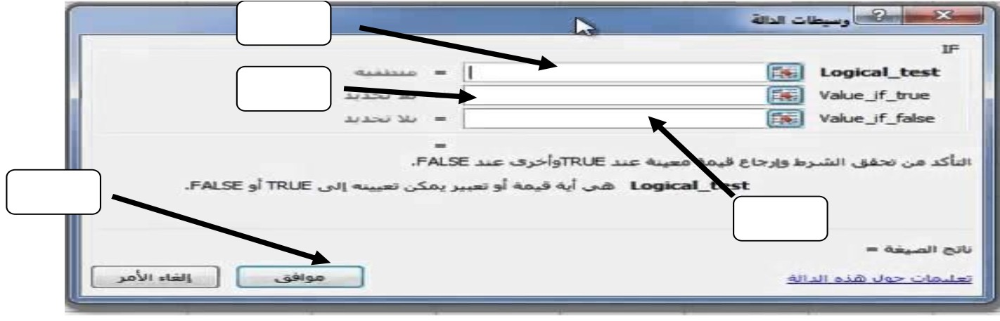 وسيطات الدالة
IF
Logical_test = منطقية
Value_if_true بلا تحديد
Value_if_false = بلا تحديد
=
التأكد من تحقق الشرط وإرجاع قيمة معينة عند TRUEوأخرى عند FALSE.
Logical_test هي أية قيمة أو تعبير يمكن تعيينه إلى TRUE أو FALSE.
ناتج الصيغة =
تعليمات حول هذه الدالة
موافق
إلغاء الأمر